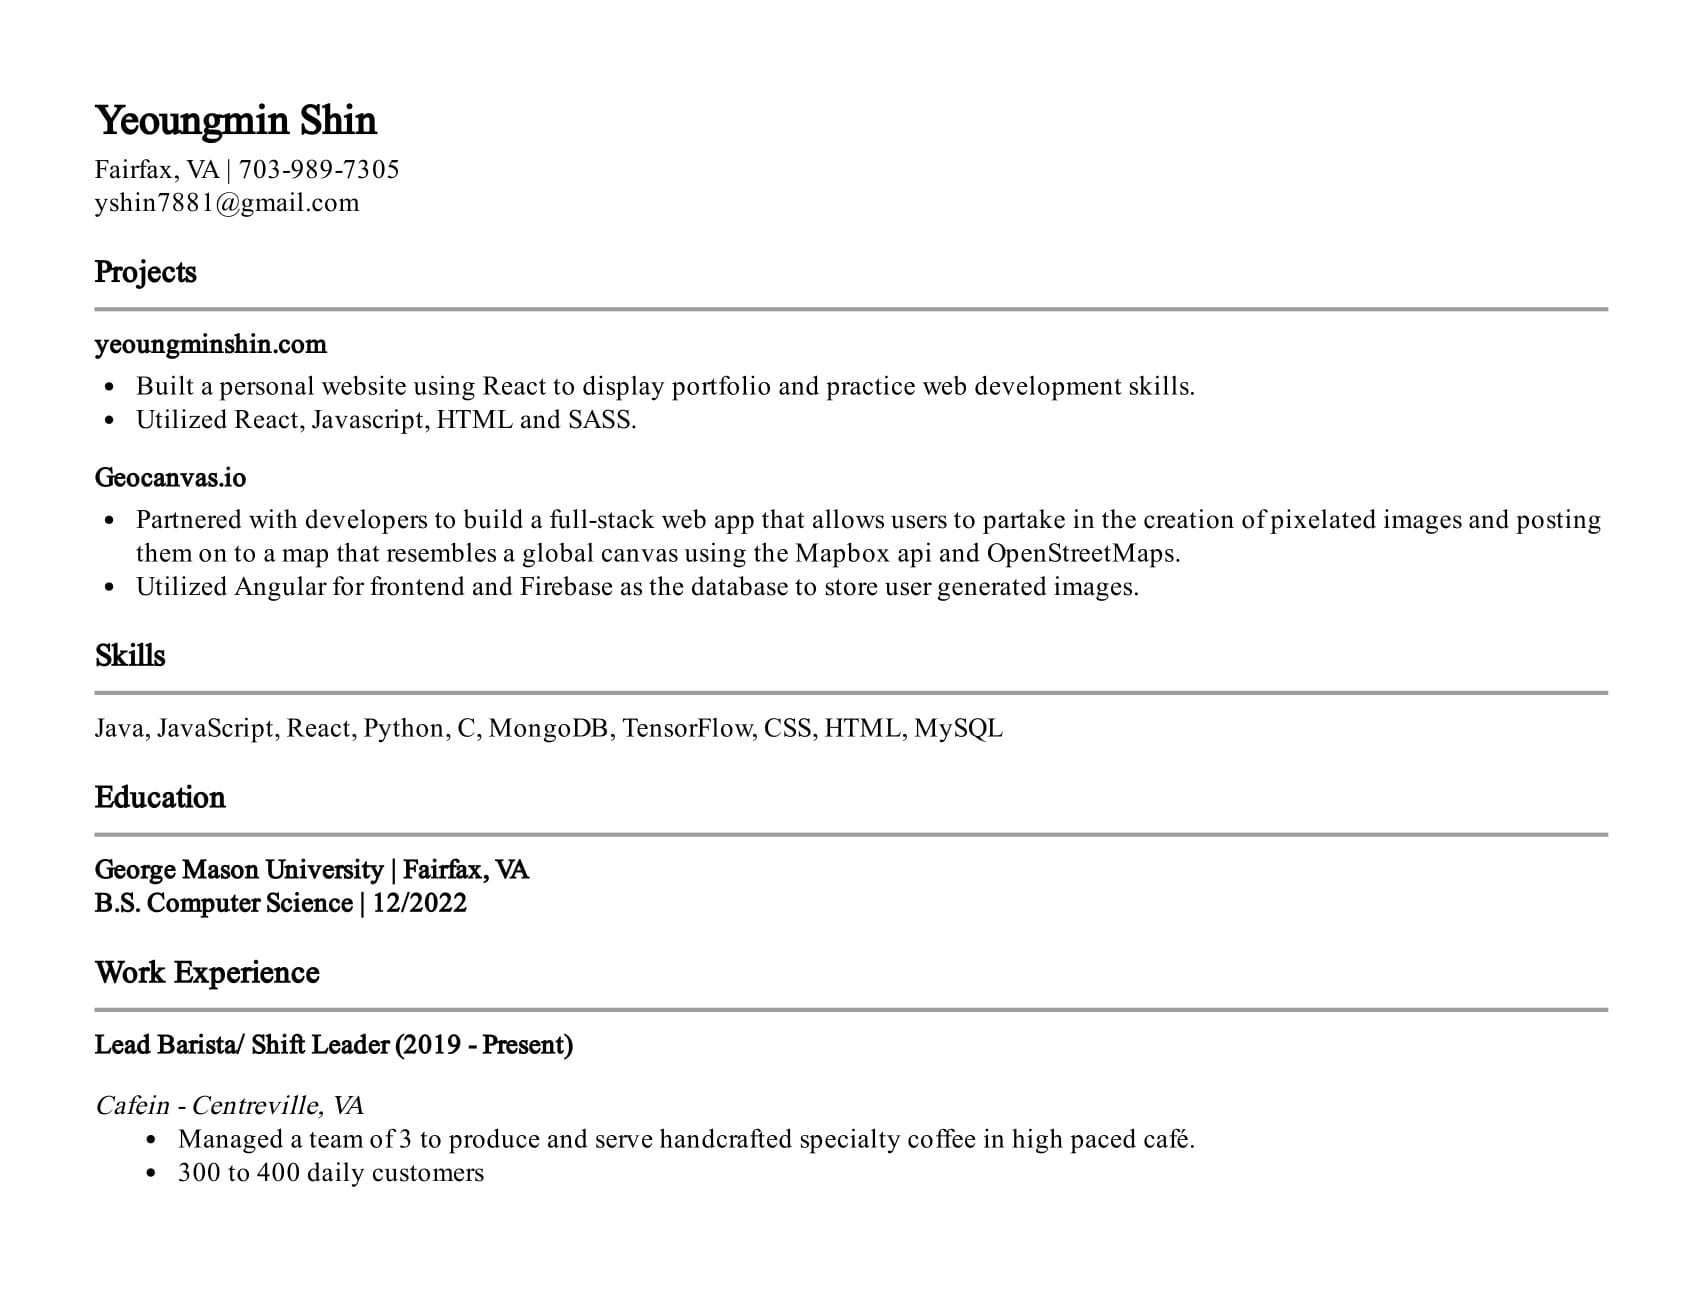 Yeoungmin Shin
Fairfax, VA | 703-989-7305
yshin7881@gmail.com
Projects
yeoungminshin.com
• Built a personal website using React to display portfolio and practice web development skills.
• Utilized React, Javascript, HTML and SASS.
Geocanvas.io
• Partnered with developers to build a full-stack web app that allows users to partake in the creation of pixelated images and posting
them on to a map that resembles a global canvas using the Mapbox api and OpenStreetMaps.
• Utilized Angular for frontend and Firebase as the database to store user generated images.
Skills
Java, JavaScript, React, Python, C, MongoDB, TensorFlow, CSS, HTML, MySQL
Education
George Mason University | Fairfax, VA
B.S. Computer Science | 12/2022
Work Experience
Lead Barista/ Shift Leader (2019 - Present)
Cafein - Centreville, VA
• Managed a team of 3 to produce and serve handcrafted specialty coffee in high paced café.
• 300 to 400 daily customers